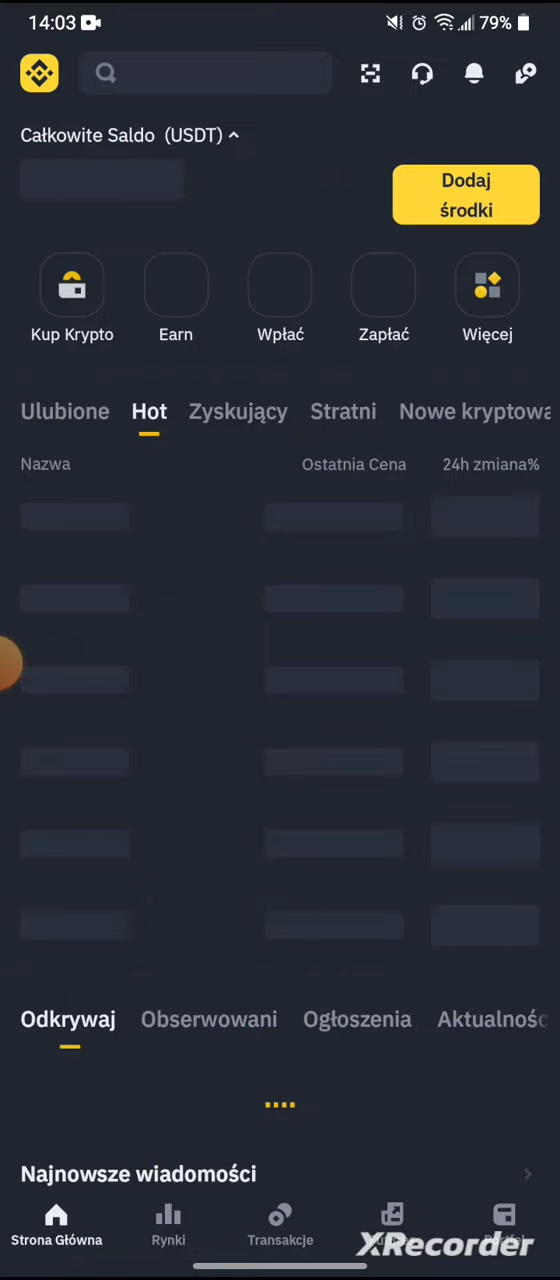 14:03 79%
Całkowite Saldo (USDT)
Dodaj
środki
Kup Krypto Earn Wpłać Zapłać Więcej
Ulubione Hot Zyskujący Stratni Nowe kryptowa
Nazwa Ostatnia Cena 24h zmiana%
Odkrywaj Obserwowani Ogłoszenia Aktualnośc
Najnowsze wiadomości
Strona Główna Rynki Transakcje
XRecorder